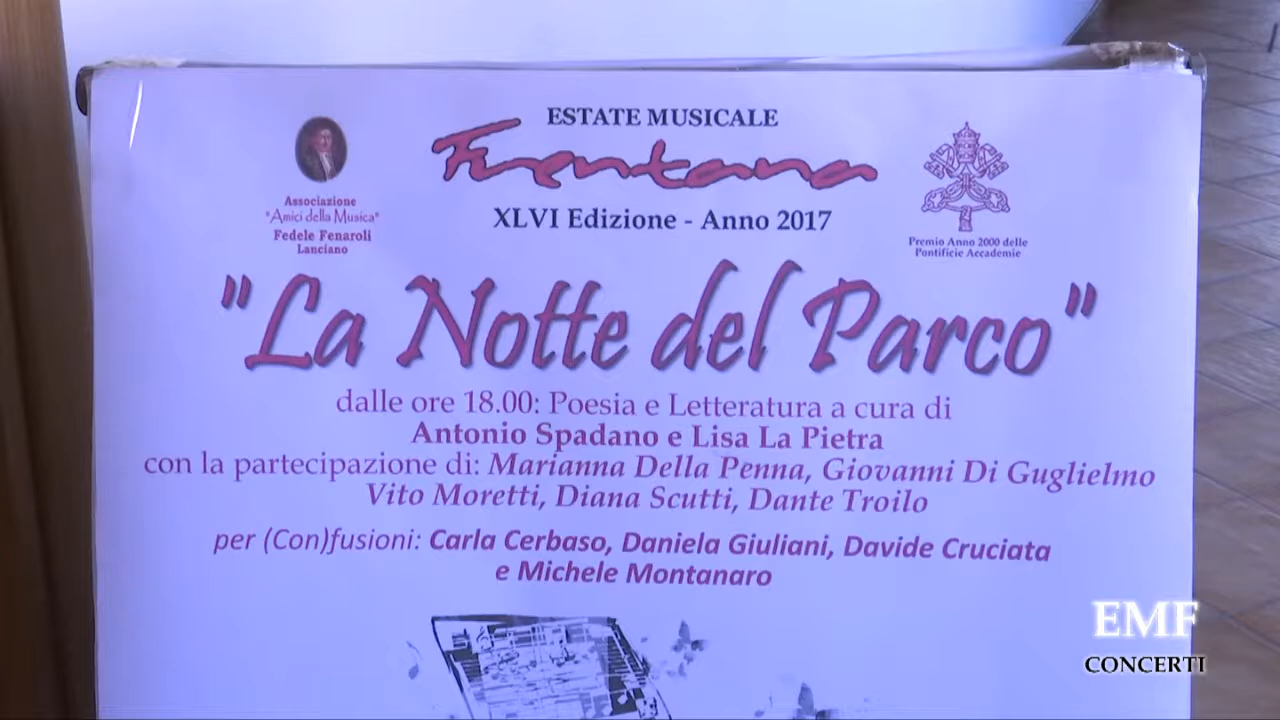 ESTATE MUSICALE
Frentana
XLVI Edizione - Anno 2017
Associazione
"Amici della Musica"
Fedele Fenaroli
Lanciano
Premio Anno 2000 delle
Pontificie Accademie
"La Notte del Parco"
dalle ore 18.00: Poesia e Letteratura a cura di
Antonio Spadano e Lisa La Pietra
con la partecipazione di: Marianna Della Penna, Giovanni Di Guglielmo
Vito Moretti, Diana Scutti, Dante Troilo
per (Con)fusioni: Carla Cerbaso, Daniela Giuliani, Davide Cruciata
e Michele Montanaro
EMF
CONCERTI